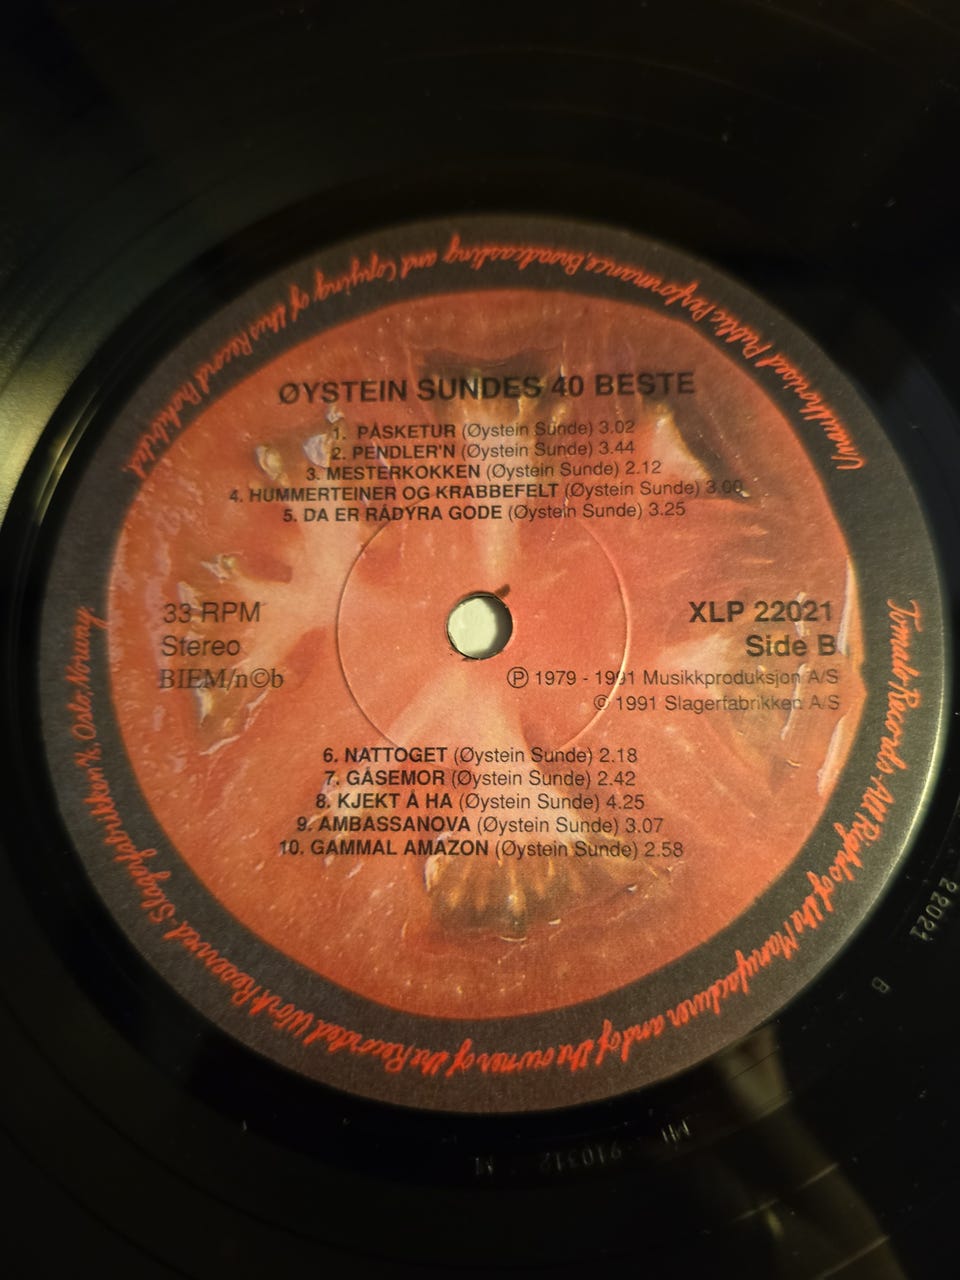 Unauthorised Public Performance, Broadcasting and Copying of this Record Prohibited.
ØYSTEIN SUNDES 40 BESTE
1. PÅSKETUR (Øystein Sunde) 3.02
2. PENDLER'N (Øystein Sunde) 3.44
3. MESTERKOKKEN (Øystein Sunde) 2.12
4. HUMMERTEINER OG KRABBEFELT (Øystein Sunde) 3.00
5. DA ER RÅDYRA GODE (Øystein Sunde) 3.25
33 RPM
Stereo
BIEM/n©b
XLP 22021
Side B
Ⓟ 1979 - 1991 Musikkproduksjon A/S
© 1991 Slagerfabrikken A/S
6. NATTOGET (Øystein Sunde) 2.18
7. GÅSEMOR (Øystein Sunde) 2.42
8. KJEKT Å HA (Øystein Sunde) 4.25
9. AMBASSANOVA (Øystein Sunde) 3.07
10. GAMMAL AMAZON (Øystein Sunde) 2.58
Tomato Records-All Rights of the Manufacturer and of the owner of the Recorded Work Reserved. Slagerfabrikken A/S, Oslo, Norway.
22021 B
910312